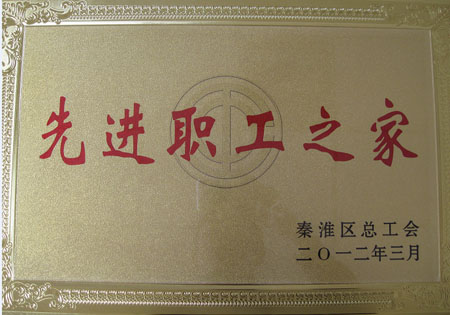 先进职工之家
秦淮区总工会
二〇一二年三月